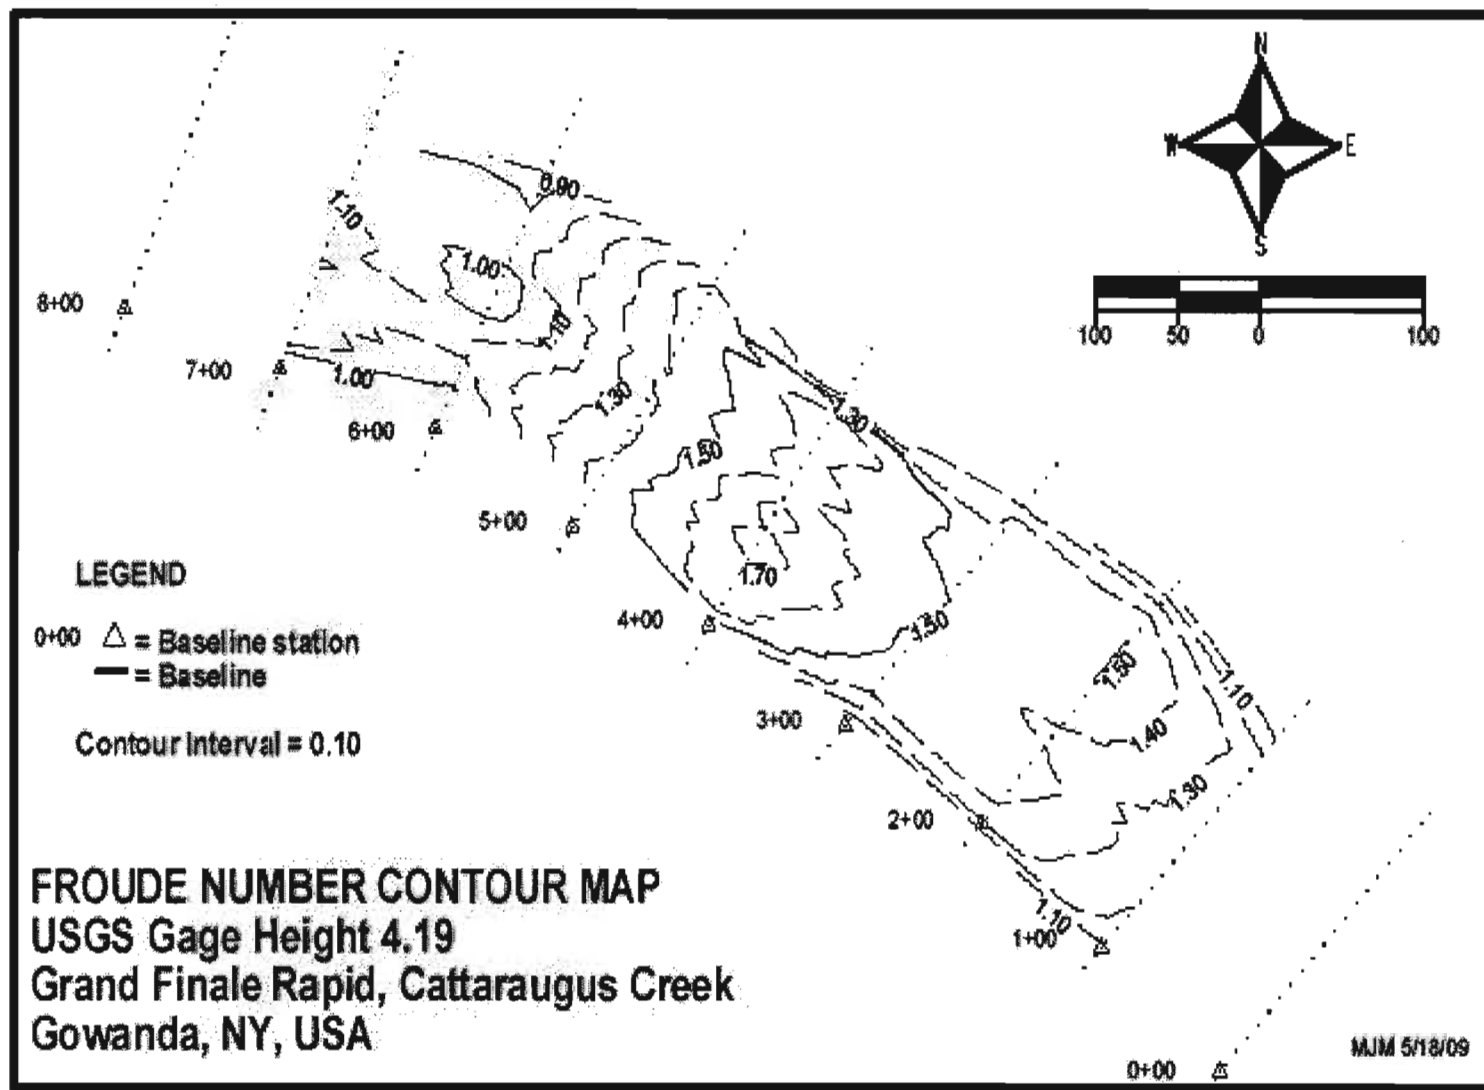 N
W E
S
100 50 0 100
0.90
1.10
1.00
8+00
1.10
7+00
1.00
1.30
1.30
6+00
1.50
5+00
1.70
LEGEND
4+00
1.50
0+00 = Baseline station
= Baseline
1.50
1.10
3+00
1.40
Contour Interval = 0.10
1.30
2+00
1.10
1+00
FROUDE NUMBER CONTOUR MAP
USGS Gage Height 4.19
Grand Finale Rapid, Cattaraugus Creek
Gowanda, NY, USA
MJM 5/18/09
0+00